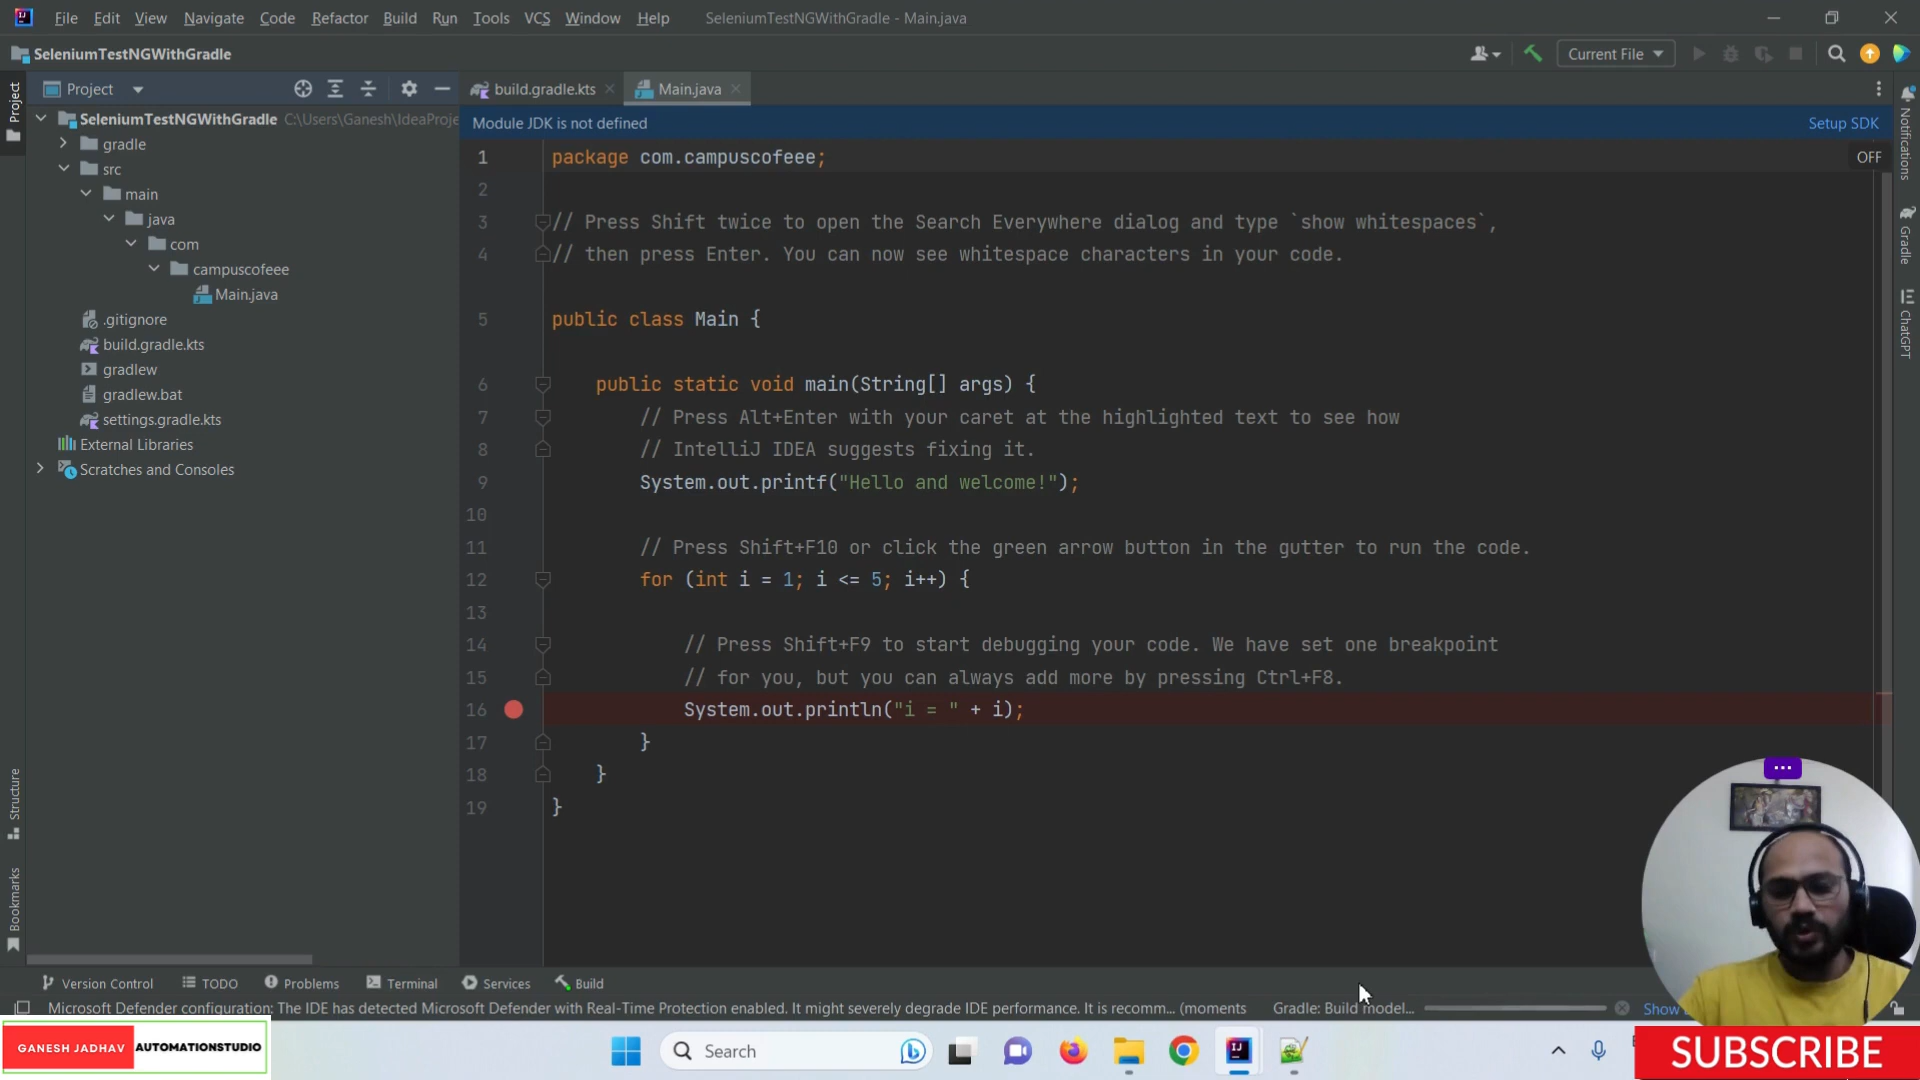 File Edit View Navigate Code Refactor Build Run Tools VCS Window Help SeleniumTestNGWithGradle - Main.java
SeleniumTestNGWithGradle
Current File
Project
build.gradle.kts
Main.java
SeleniumTestNGWithGradle C:\Users\Ganesh\IdeaProje
Module JDK is not defined
Setup SDK
OFF
gradle
src
main
java
com
campuscofeee
Main.java
.gitignore
build.gradle.kts
gradlew
gradlew.bat
settings.gradle.kts
External Libraries
Scratches and Consoles
1 package com.campuscofeee;
2
3 // Press Shift twice to open the Search Everywhere dialog and type `show whitespaces`,
4 // then press Enter. You can now see whitespace characters in your code.
5 public class Main {
6 public static void main(String[] args) {
7 // Press Alt+Enter with your caret at the highlighted text to see how
8 // IntelliJ IDEA suggests fixing it.
9 System.out.printf("Hello and welcome!");
10
11 // Press Shift+F10 or click the green arrow button in the gutter to run the code.
12 for (int i = 1; i <= 5; i++) {
13
14 // Press Shift+F9 to start debugging your code. We have set one breakpoint
15 // for you, but you can always add more by pressing Ctrl+F8.
16 System.out.println("i = " + i);
17 }
18 }
19 }
Project
Structure
Bookmarks
Notifications
Gradle
ChatGPT
Version Control TODO Problems Terminal Services Build
Microsoft Defender configuration: The IDE has detected Microsoft Defender with Real-Time Protection enabled. It might severely degrade IDE performance. It is recomm... (moments
Gradle: Build model...
Show
GANESH JADHAV AUTOMATIONSTUDIO
Search
SUBSCRIBE